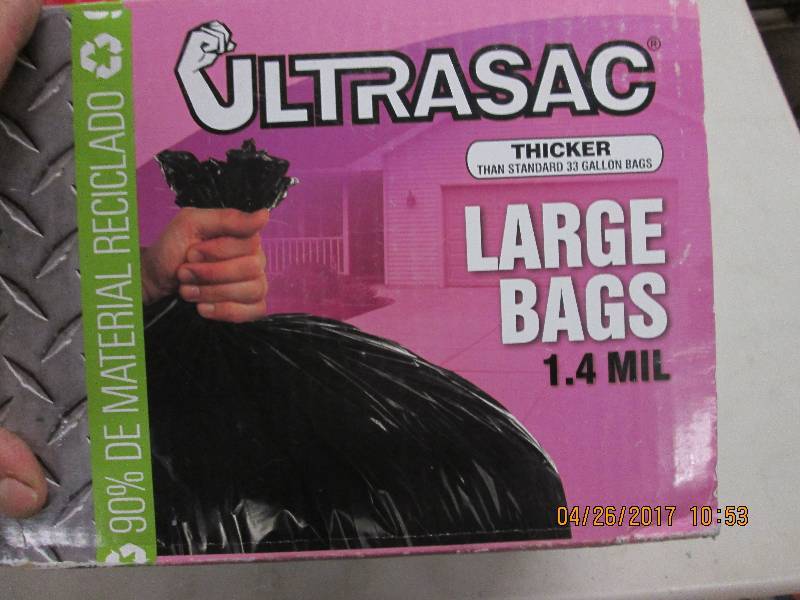 ULTRASAC®
THICKER
THAN STANDARD 33 GALLON BAGS
LARGE
BAGS
1.4 MIL
90% DE MATERIAL RECICLADO
04/26/2017 10:53